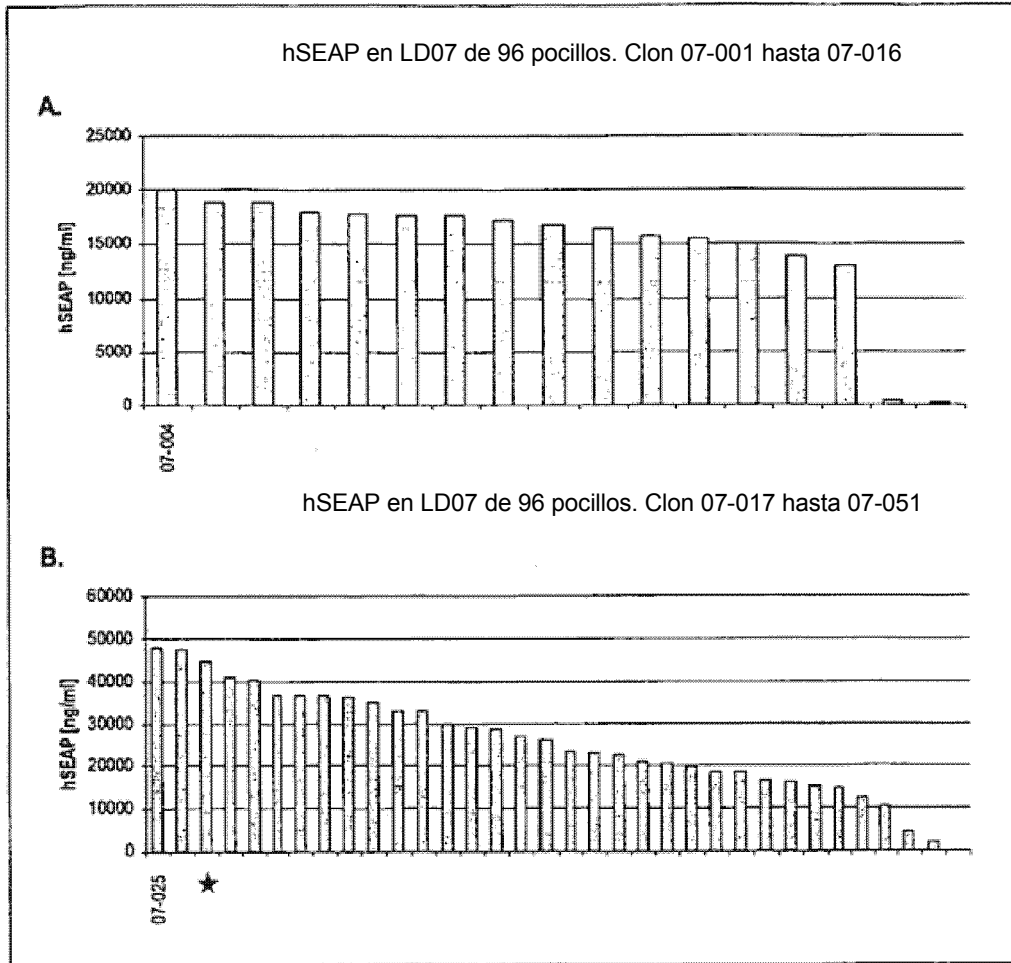 hSEAP en LD07 de 96 pocillos. Clon 07-001 hasta 07-016
A.
25000
20000
15000
10000
5000
0
hSEAP [ng/ml]
07-004
hSEAP en LD07 de 96 pocillos. Clon 07-017 hasta 07-051
B.
60000
50000
40000
30000
20000
10000
0
hSEAP [ng/ml]
07-025